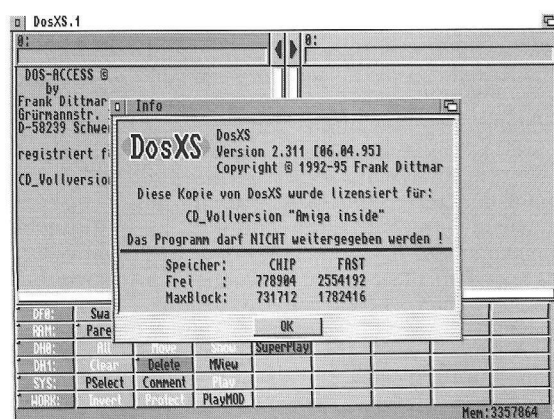 DosXS.1
0:
0:
DOS-ACCESS ©
by
Frank Dittmar
Grürmannstr.
D-58239 Schwe
registriert f
CD_Vollversio
Info
DosXS
DosXS
Version 2.311 [06.04.95]
Copyright © 1992-95 Frank Dittmar
Diese Kopie von DosXS wurde lizensiert für:
CD_Vollversion "Amiga inside"
Das Programm darf NICHT weitergegeben werden !
Speicher: CHIP FAST
Frei : 778904 2554192
MaxBlock: 731712 1782416
OK
DF0: Swa
RAM: Pare
DH0: All Move Show SuperPlay
DH1: Clear Delete MView
SYS: PSelect Comment Play
WORK: Invert Protect PlayMOD
Mem:3357864